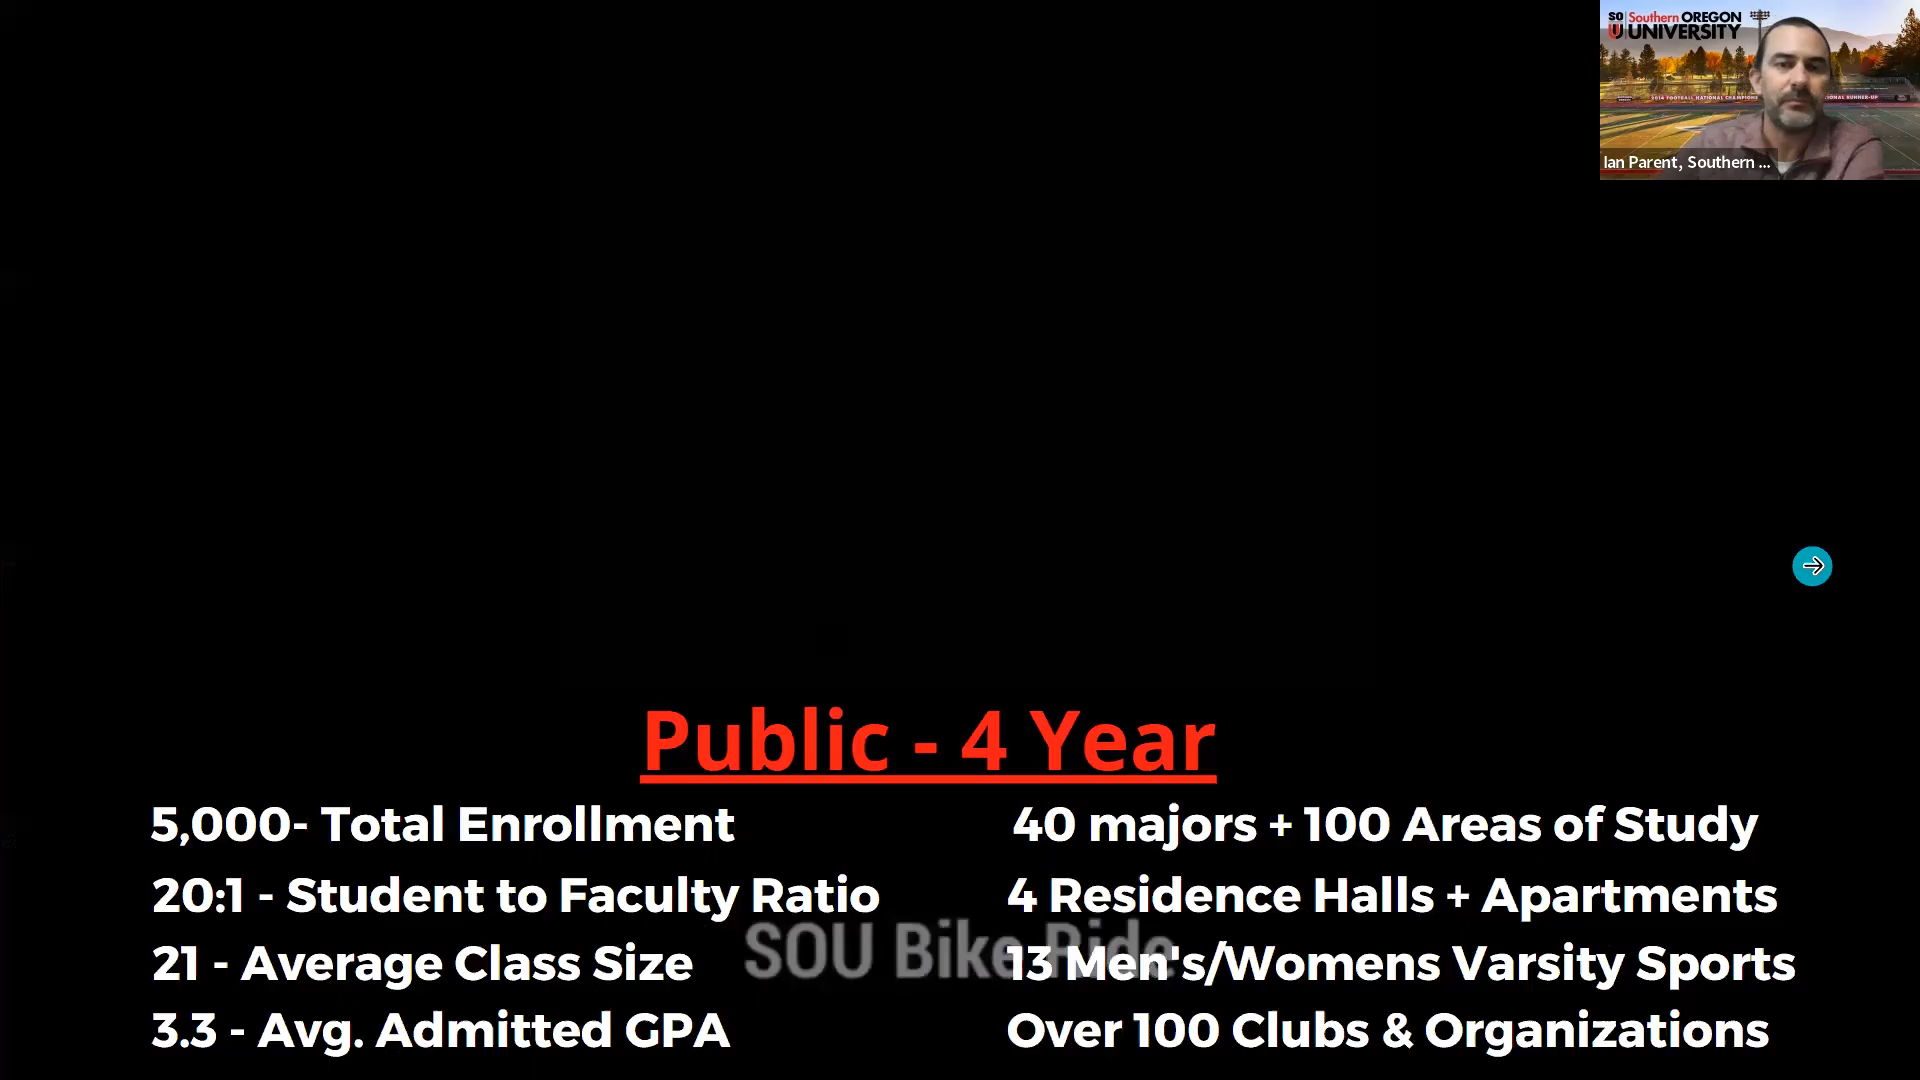 SOU Southern OREGON
UNIVERSITY
Ian Parent, Southern ...
Public - 4 Year
5,000- Total Enrollment
40 majors + 100 Areas of Study
20:1 - Student to Faculty Ratio
4 Residence Halls + Apartments
SOU Bike Ride
21 - Average Class Size
13 Men's/Womens Varsity Sports
3.3 - Avg. Admitted GPA
Over 100 Clubs & Organizations